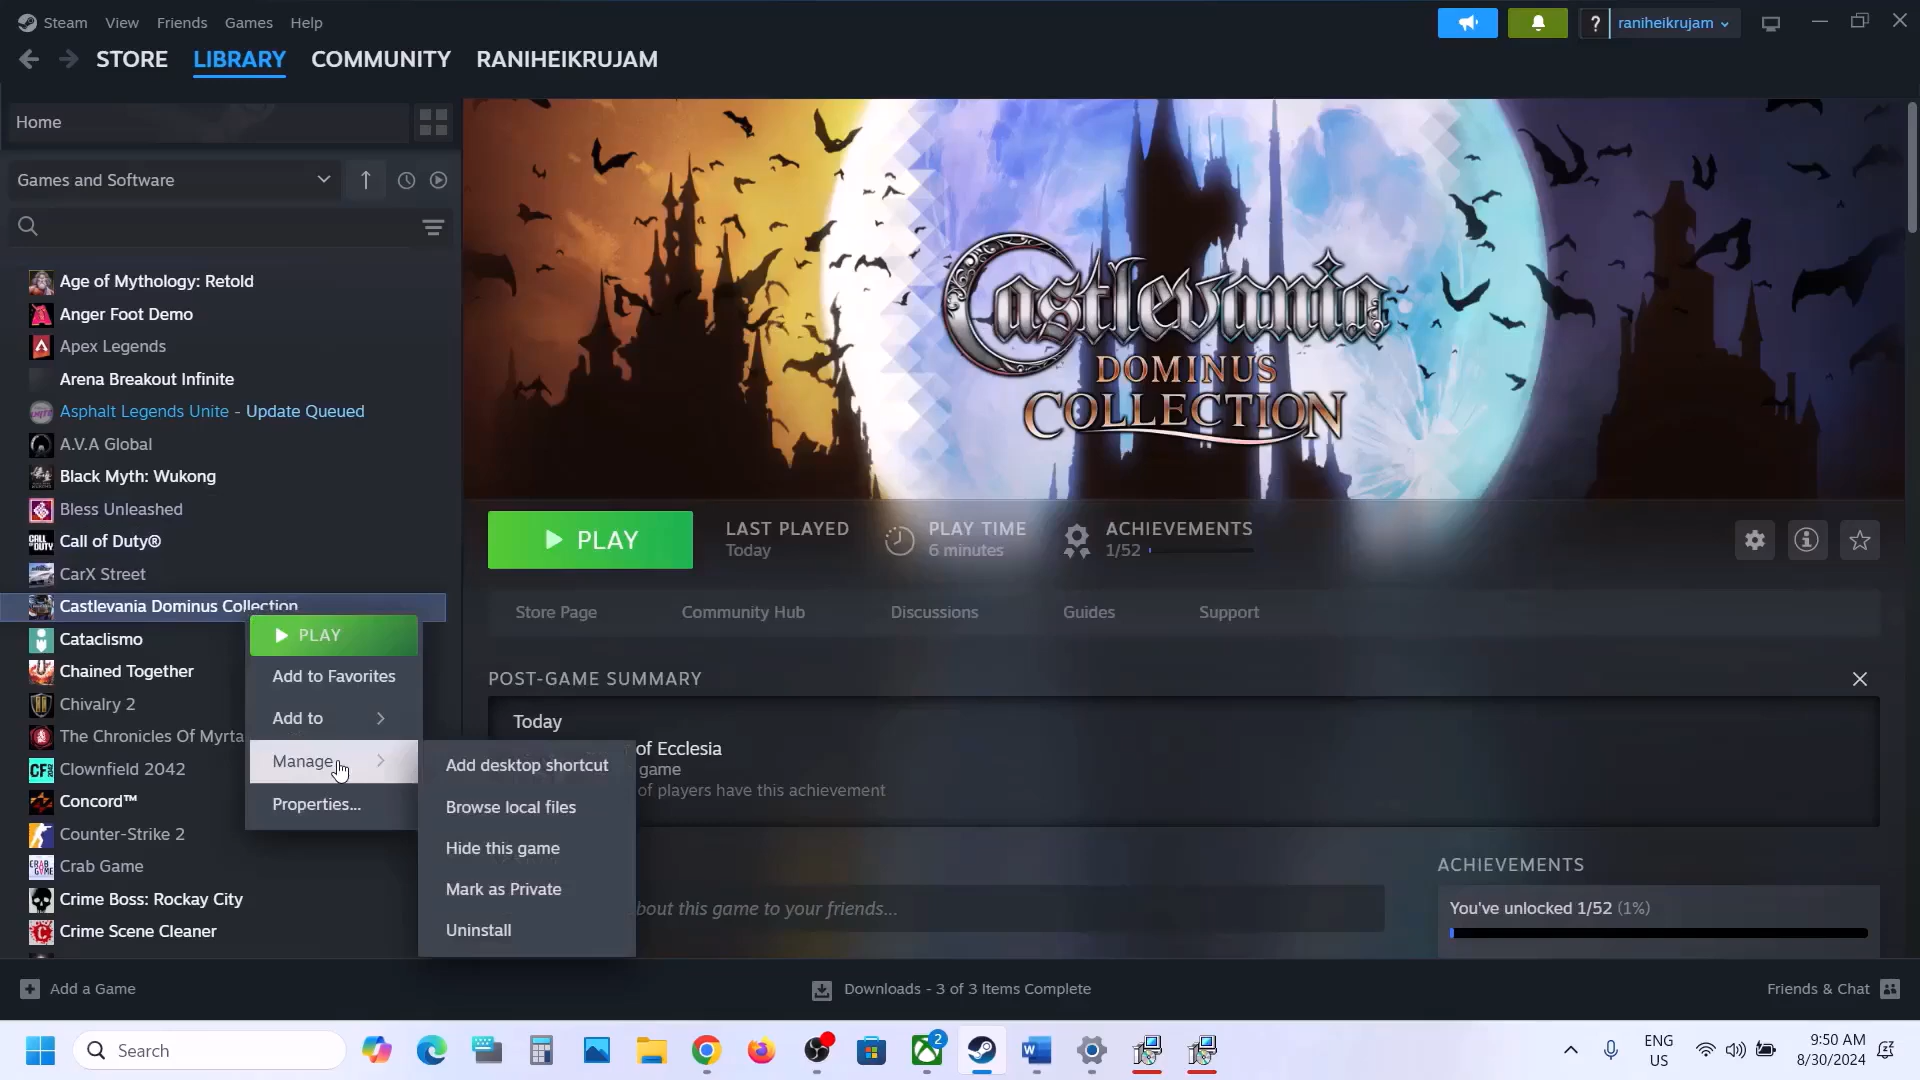 Steam View Friends Games Help
raniheikrujam
STORE LIBRARY COMMUNITY RANIHEIKRUJAM
Home
Games and Software
Age of Mythology: Retold
Anger Foot Demo
Apex Legends
Arena Breakout Infinite
Asphalt Legends Unite - Update Queued
A.V.A Global
Black Myth: Wukong
Bless Unleashed
Call of Duty®
CarX Street
Castlevania Dominus Collection
Cataclismo
Chained Together
Chivalry 2
The Chronicles Of Myrta
Clownfield 2042
Concord™
Counter-Strike 2
Crab Game
Crime Boss: Rockay City
Crime Scene Cleaner
PLAY
Add to Favorites
Add to
Manage
Properties...
Add desktop shortcut
Browse local files
Hide this game
Mark as Private
Uninstall
Castlevania
DOMINUS
COLLECTION
PLAY
LAST PLAYED
Today
PLAY TIME
6 minutes
ACHIEVEMENTS
1/52
Store Page Community Hub Discussions Guides Support
POST-GAME SUMMARY
Today
of Ecclesia
game
of players have this achievement
bout this game to your friends...
ACHIEVEMENTS
You've unlocked 1/52 (1%)
Add a Game
Downloads - 3 of 3 Items Complete
Friends & Chat
Search
2
ENG
US
9:50 AM
8/30/2024